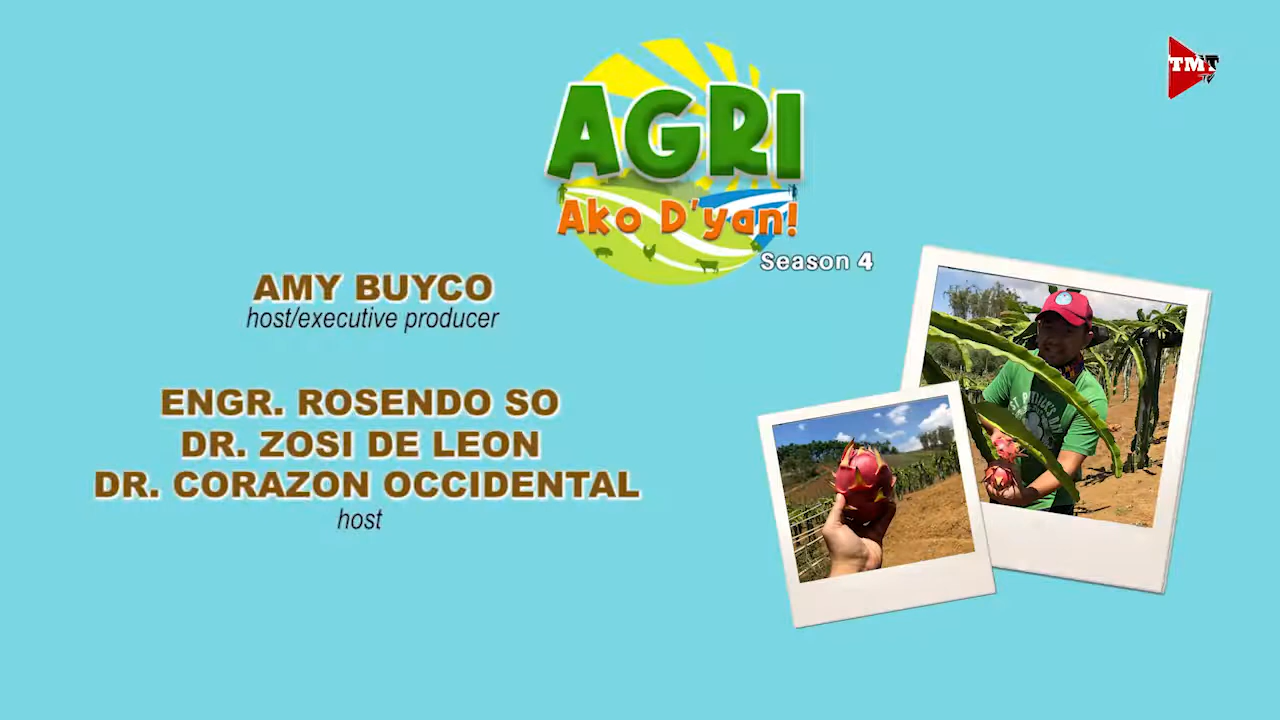 TMT
AGRI
Ako D'yan!
Season 4
AMY BUYCO
host/executive producer
ENGR. ROSENDO SO
DR. ZOSI DE LEON
DR. CORAZON OCCIDENTAL
host